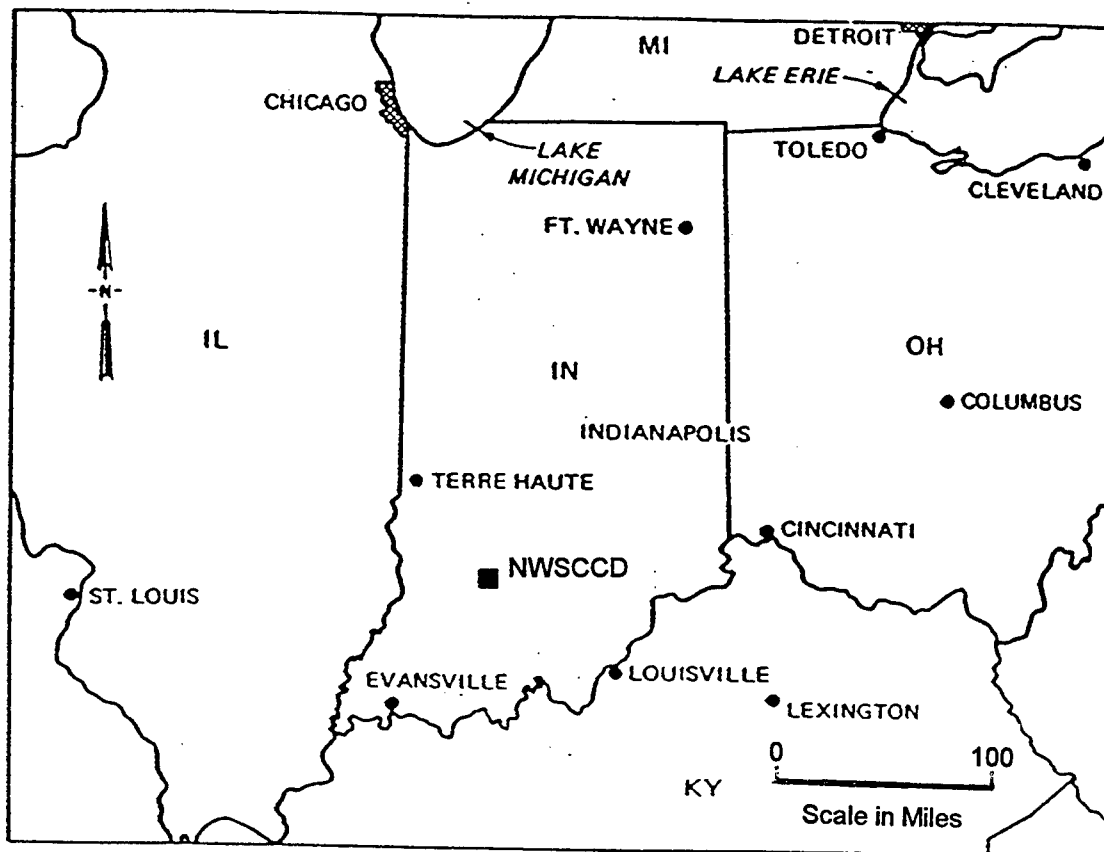 MI
DETROIT
LAKE ERIE
CHICAGO
LAKE
MICHIGAN
TOLEDO
CLEVELAND
FT. WAYNE
-N-
IL
IN
OH
COLUMBUS
INDIANAPOLIS
TERRE HAUTE
CINCINNATI
NWSCCD
ST. LOUIS
EVANSVILLE
LOUISVILLE
LEXINGTON
0 100
Scale in Miles
KY